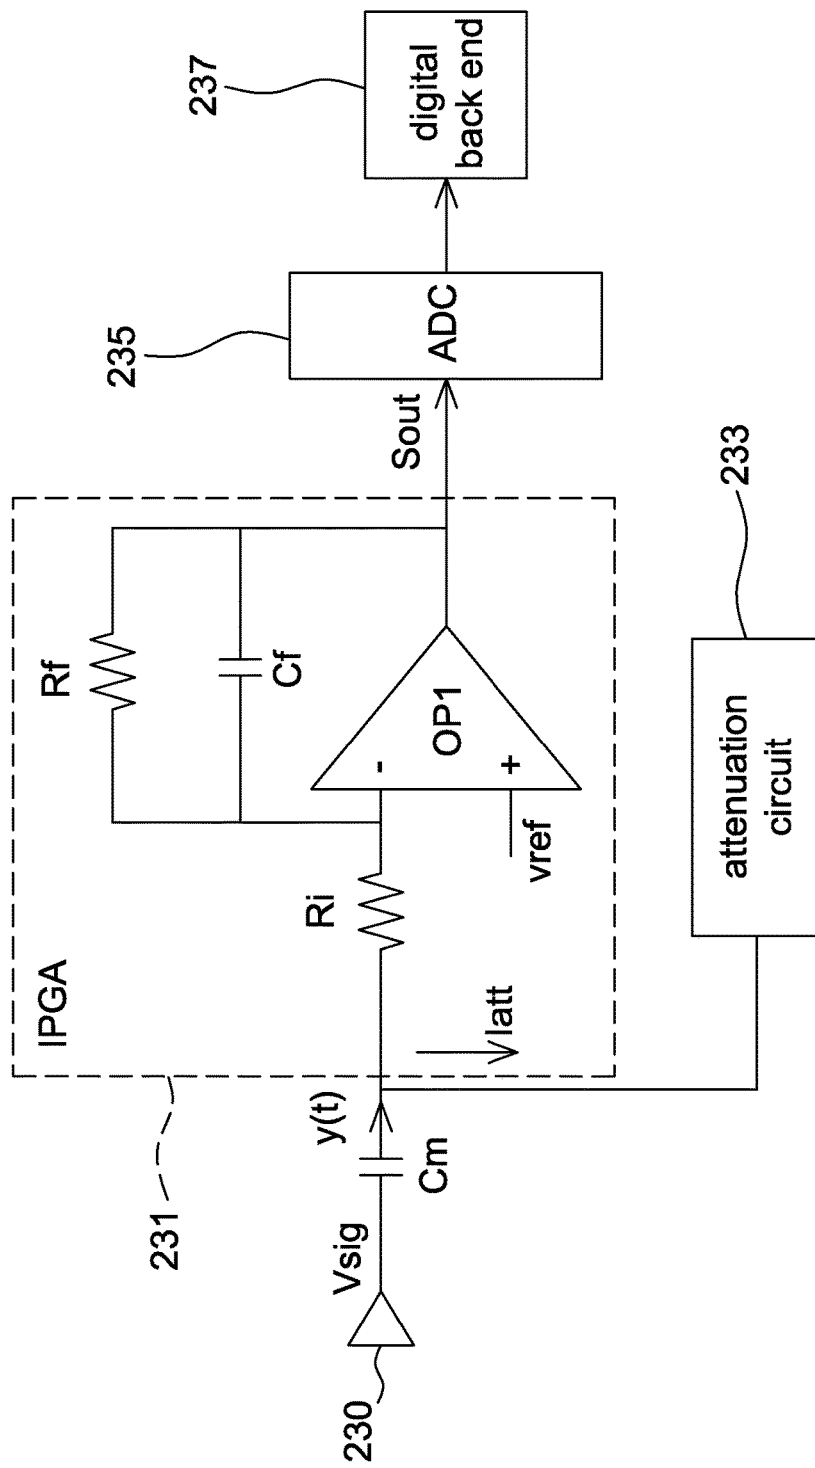 230
Vsig
Cm
y(t)
231
IPGA
Iatt
Ri
Rf
Cf
-
+
OP1
vref
Sout
attenuation
circuit
233
235
ADC
237
digital
back end